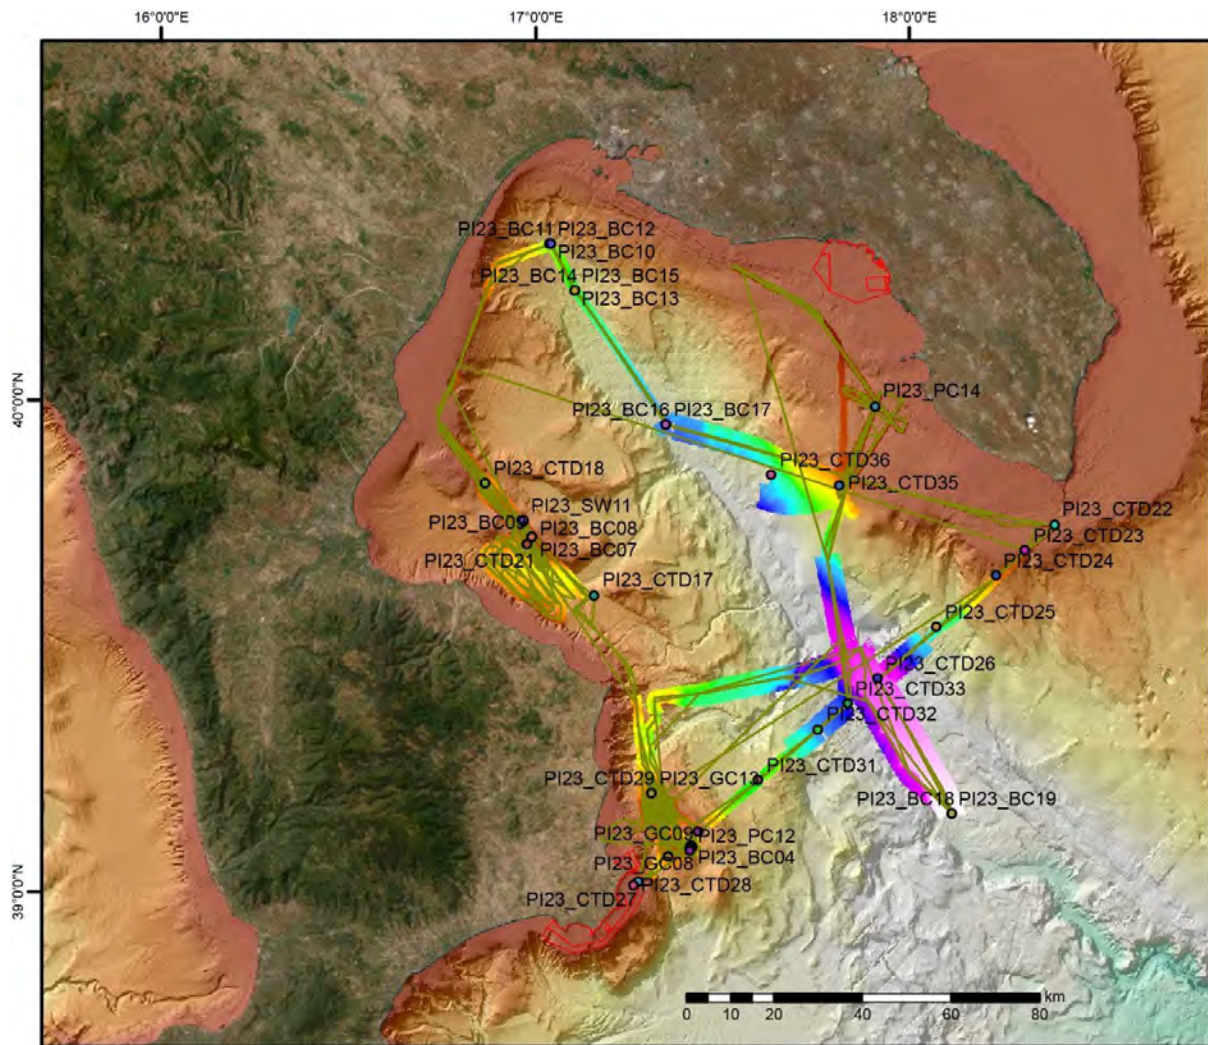 16°0'0"E 17°0'0"E 18°0'0"E
PI23_BC11 PI23_BC12
PI23_BC10
PI23_BC14 PI23_BC15
PI23_BC13
40°0'0"N
PI23_BC16 PI23_BC17
PI23_PC14
PI23_CTD36
PI23_CTD18
PI23_CTD35
PI23_SW11
PI23_BC09 PI23_BC08
PI23_CTD22
PI23_CTD23
PI23_BC07
PI23_CTD21
PI23_CTD24
PI23_CTD17
PI23_CTD25
PI23_CTD26
PI23_CTD33
PI23_CTD32
PI23_CTD31
PI23_CTD29 PI23_GC13
PI23_BC18 PI23_BC19
PI23_GC09 PI23_PC12
PI23_GC08 PI23_BC04
39°0'0"N
PI23_CTD27 PI23_CTD28
km
0 10 20 40 60 80